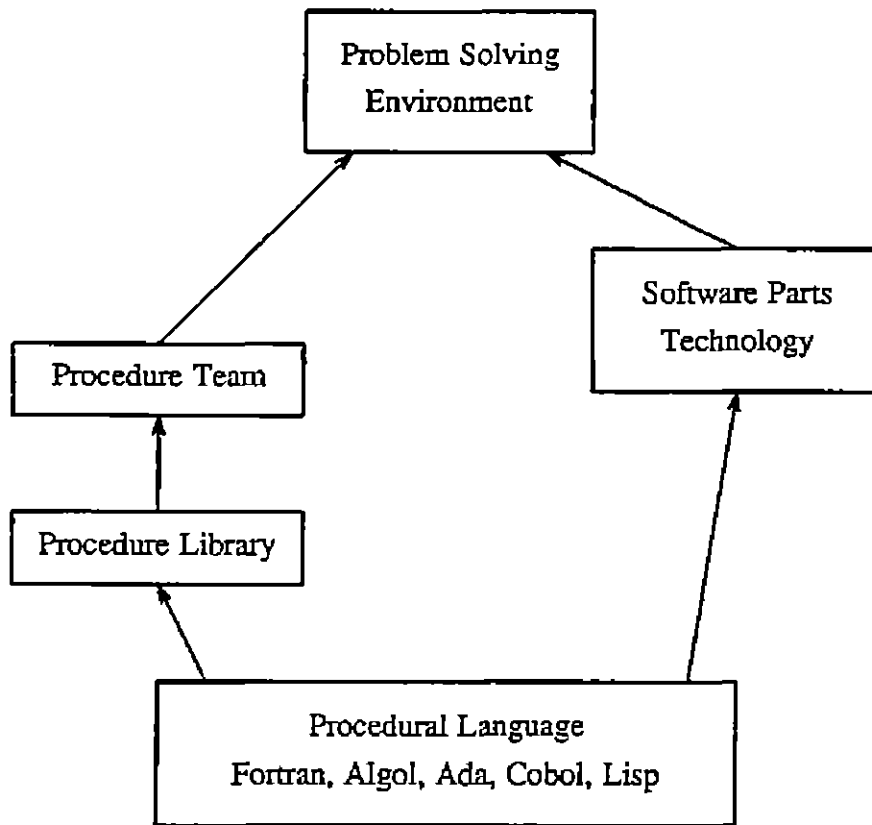 Problem Solving
Environment
Software Parts
Technology
Procedure Team
Procedure Library
Procedural Language
Fortran, Algol, Ada, Cobol, Lisp